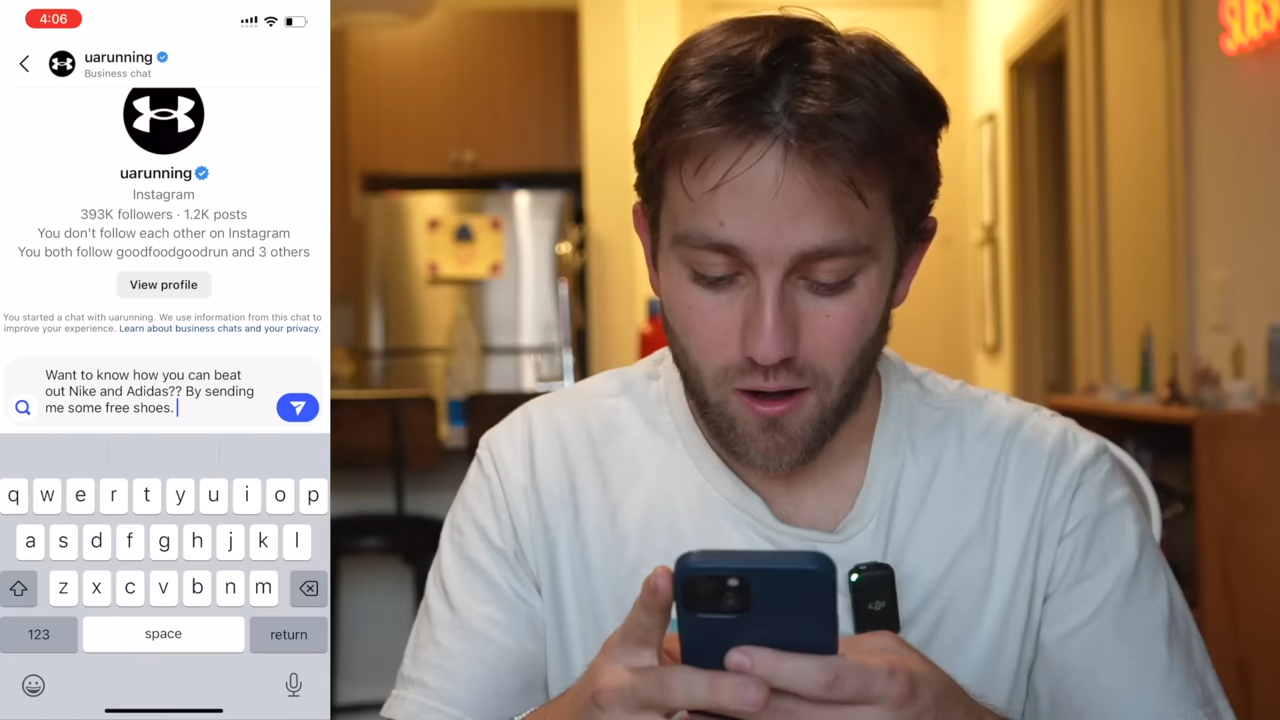 4:06
uarunning
Business chat
uarunning
Instagram
393K followers · 1.2K posts
You don't follow each other on Instagram
You both follow goodfoodgoodrun and 3 others
View profile
You started a chat with uarunning. We use information from this chat to
improve your experience. Learn about business chats and your privacy.
Want to know how you can beat
out Nike and Adidas?? By sending
me some free shoes.
q w e r t y u i o p
a s d f g h j k l
z x c v b n m
123 space return
SUBS
dji